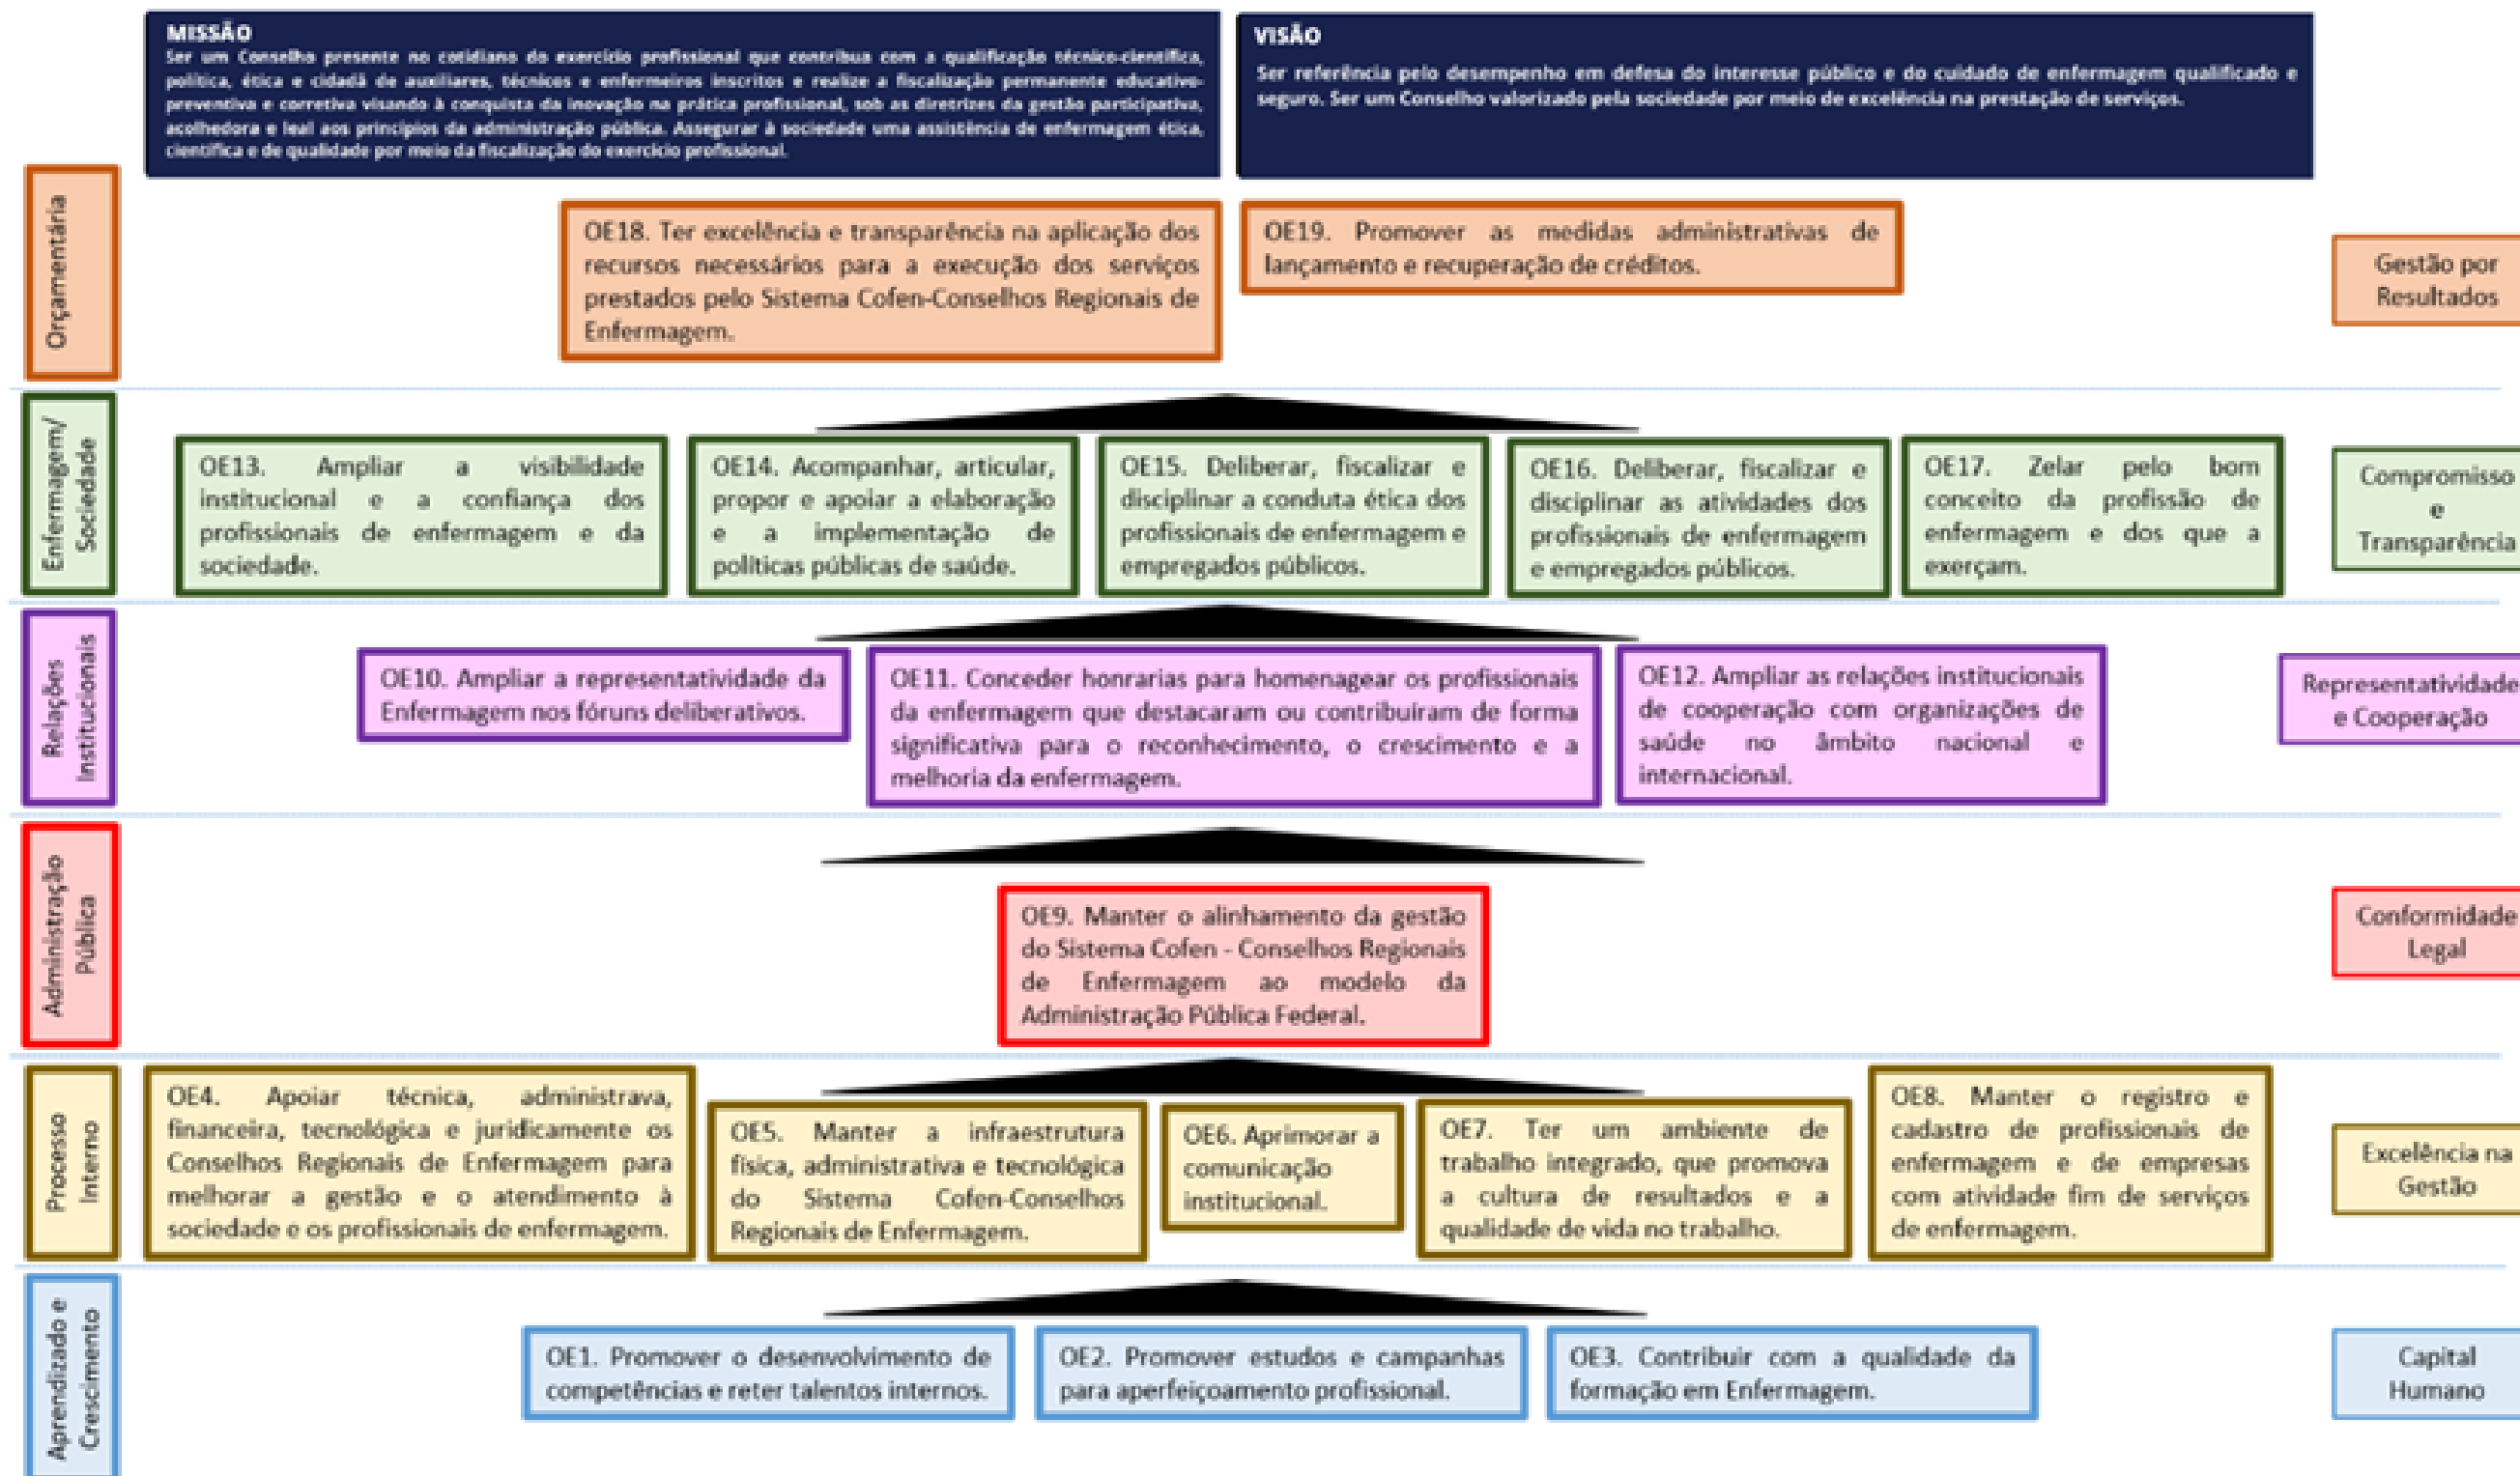 MISSÃO
Ser um Conselho presente no cotidiano do exercício profissional que contribua com a qualificação técnico-científica,
política, ética e cidadã de auxiliares, técnicos e enfermeiros inscritos e realize a fiscalização permanente educativo-
preventiva e corretiva visando à conquista da inovação na prática profissional, sob as diretrizes da gestão participativa,
acolhedora e leal aos princípios da administração pública. Assegurar à sociedade uma assistência de enfermagem ética,
científica e de qualidade por meio da fiscalização do exercício profissional.
VISÃO
Ser referência pelo desempenho em defesa do interesse público e do cuidado de enfermagem qualificado e
seguro. Ser um Conselho valorizado pela sociedade por meio de excelência na prestação de serviços.
Orçamentária
OE18. Ter excelência e transparência na aplicação dos
recursos necessários para a execução dos serviços
prestados pelo Sistema Cofen-Conselhos Regionais de
Enfermagem.
OE19. Promover as medidas administrativas de
lançamento e recuperação de créditos.
Gestão por
Resultados
Enfermagem/
Sociedade
OE13. Ampliar a visibilidade
institucional e a confiança dos
profissionais de enfermagem e da
sociedade.
OE14. Acompanhar, articular,
propor e apoiar a elaboração
e a implementação de
políticas públicas de saúde.
OE15. Deliberar, fiscalizar e
disciplinar a conduta ética dos
profissionais de enfermagem e
empregados públicos.
OE16. Deliberar, fiscalizar e
disciplinar as atividades dos
profissionais de enfermagem
e empregados públicos.
OE17. Zelar pelo bom
conceito da profissão de
enfermagem e dos que a
exerçam.
Compromisso
e
Transparência
Relações
Institucionais
OE10. Ampliar a representatividade da
Enfermagem nos fóruns deliberativos.
OE11. Conceder honrarias para homenagear os profissionais
da enfermagem que destacaram ou contribuíram de forma
significativa para o reconhecimento, o crescimento e a
melhoria da enfermagem.
OE12. Ampliar as relações institucionais
de cooperação com organizações de
saúde no âmbito nacional e
internacional.
Representatividade
e Cooperação
Administração
Pública
OE9. Manter o alinhamento da gestão
do Sistema Cofen - Conselhos Regionais
de Enfermagem ao modelo da
Administração Pública Federal.
Conformidade
Legal
Processo
Interno
OE4. Apoiar técnica, administrava,
financeira, tecnológica e juridicamente os
Conselhos Regionais de Enfermagem para
melhorar a gestão e o atendimento à
sociedade e os profissionais de enfermagem.
OE5. Manter a infraestrutura
física, administrativa e tecnológica
do Sistema Cofen-Conselhos
Regionais de Enfermagem.
OE6. Aprimorar a
comunicação
institucional.
OE7. Ter um ambiente de
trabalho integrado, que promova
a cultura de resultados e a
qualidade de vida no trabalho.
OE8. Manter o registro e
cadastro de profissionais de
enfermagem e de empresas
com atividade fim de serviços
de enfermagem.
Excelência na
Gestão
Aprendizado e
Crescimento
OE1. Promover o desenvolvimento de
competências e reter talentos internos.
OE2. Promover estudos e campanhas
para aperfeiçoamento profissional.
OE3. Contribuir com a qualidade da
formação em Enfermagem.
Capital
Humano